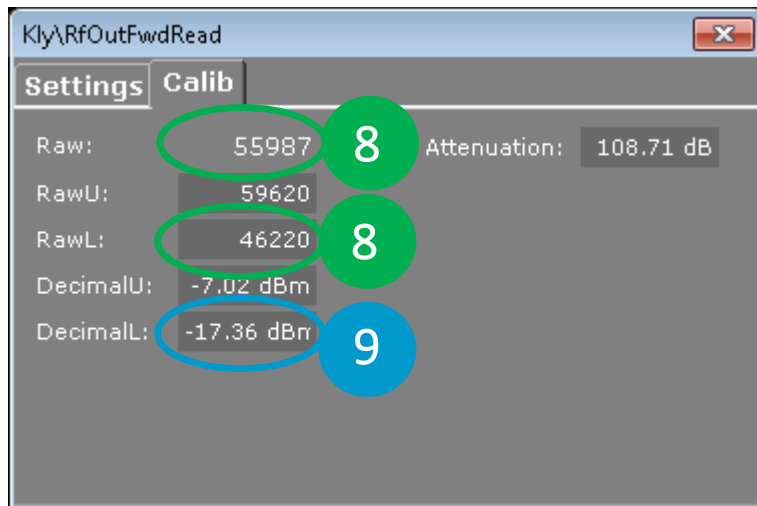 Kly\RfOutFwdRead
Settings Calib
Raw: 55987 8 Attenuation: 108.71 dB
RawU: 59620
RawL: 46220 8
DecimalU: -7.02 dBm
DecimalL: -17.36 dBm 9